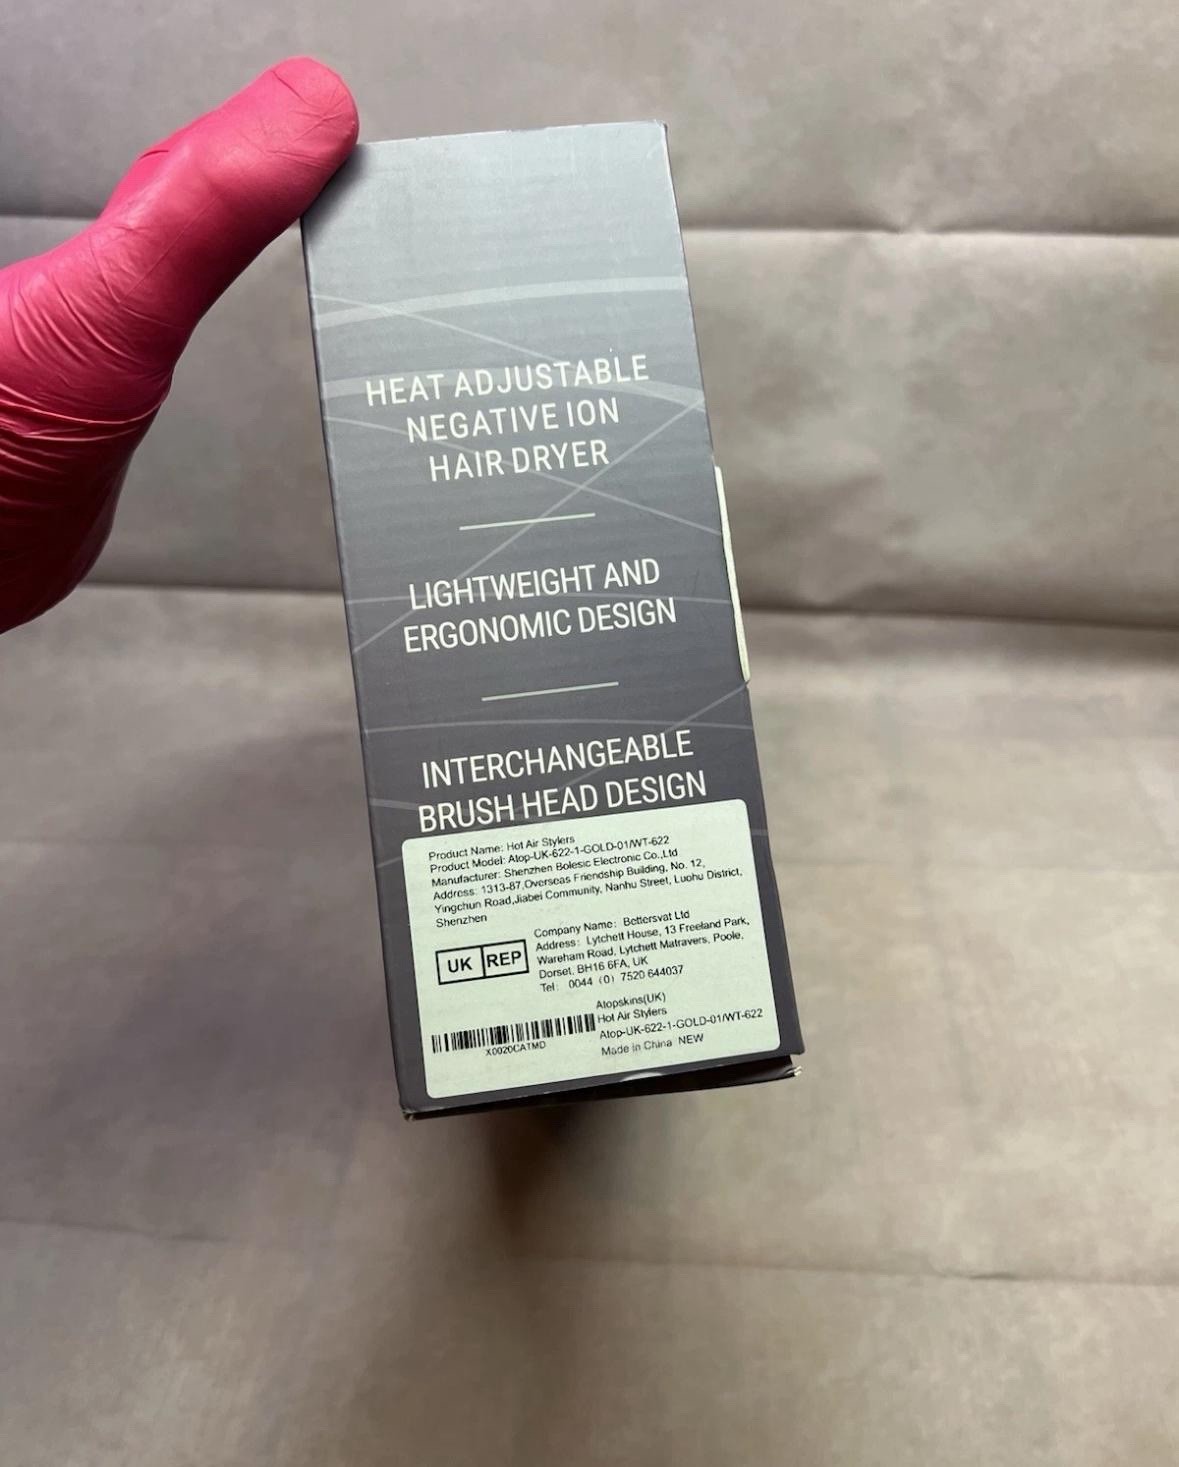 HEAT ADJUSTABLE
NEGATIVE ION
HAIR DRYER
LIGHTWEIGHT AND
ERGONOMIC DESIGN
INTERCHANGEABLE
BRUSH HEAD DESIGN
Product Name: Hot Air Stylers
Product Model: Atop-UK-622-1-GOLD-01/WT-622
Manufacturer: Shenzhen Bolesic Electronic Co.,Ltd
Address: 1313-87,Overseas Friendship Building, No. 12,
Yingchun Road,Jiabei Community, Nanhu Street, Luohu District,
Shenzhen
UK REP
Company Name: Bettersvat Ltd
Address: Lytchett House, 13 Freeland Park,
Wareham Road, Lytchett Matravers, Poole,
Dorset, BH16 6FA, UK
Tel: 0044 (0) 7520 644037
Atopskins(UK)
Hot Air Stylers
Atop-UK-622-1-GOLD-01/WT-622
Made in China NEW
X0020CATMD